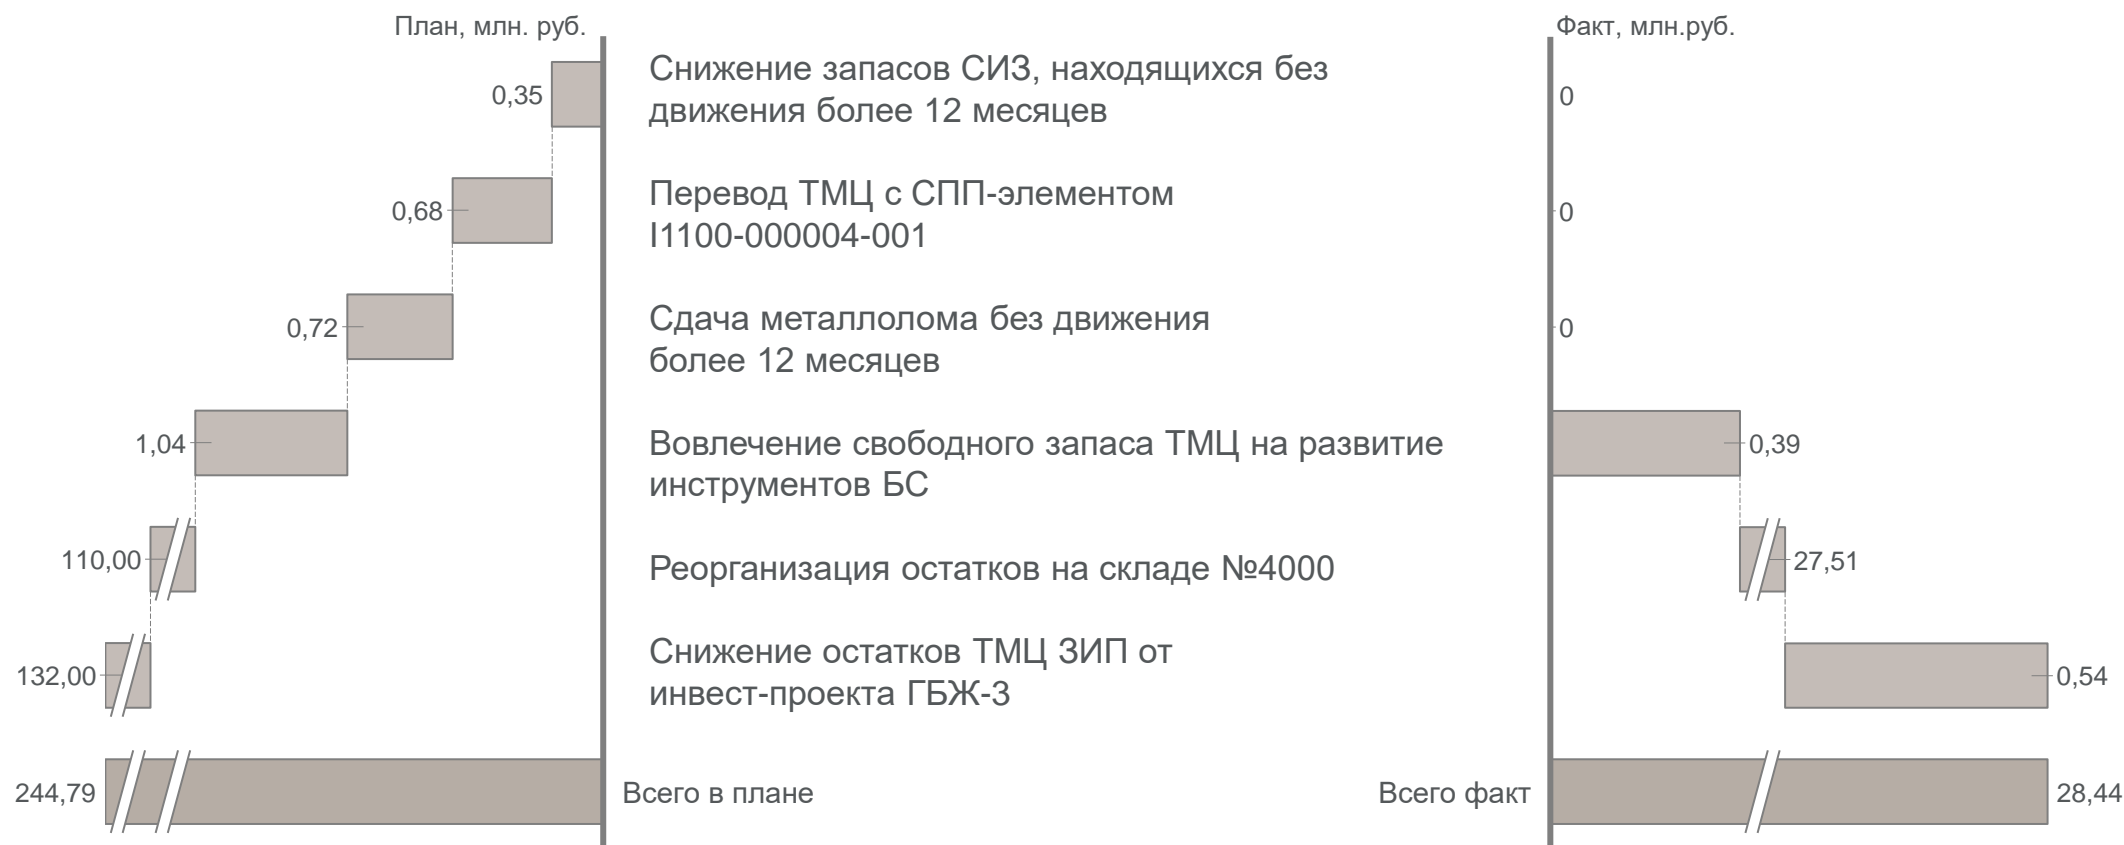 План, млн. руб.
Факт, млн.руб.
0,35
Снижение запасов СИЗ, находящихся без
движения более 12 месяцев
0
0,68
Перевод ТМЦ с СПП-элементом
I1100-000004-001
0
0,72
Сдача металлолома без движения
более 12 месяцев
0
1,04
Вовлечение свободного запаса ТМЦ на развитие
инструментов БС
0,39
110,00
Реорганизация остатков на складе №4000
27,51
132,00
Снижение остатков ТМЦ ЗИП от
инвест-проекта ГБЖ-3
0,54
244,79
Всего в плане
Всего факт
28,44